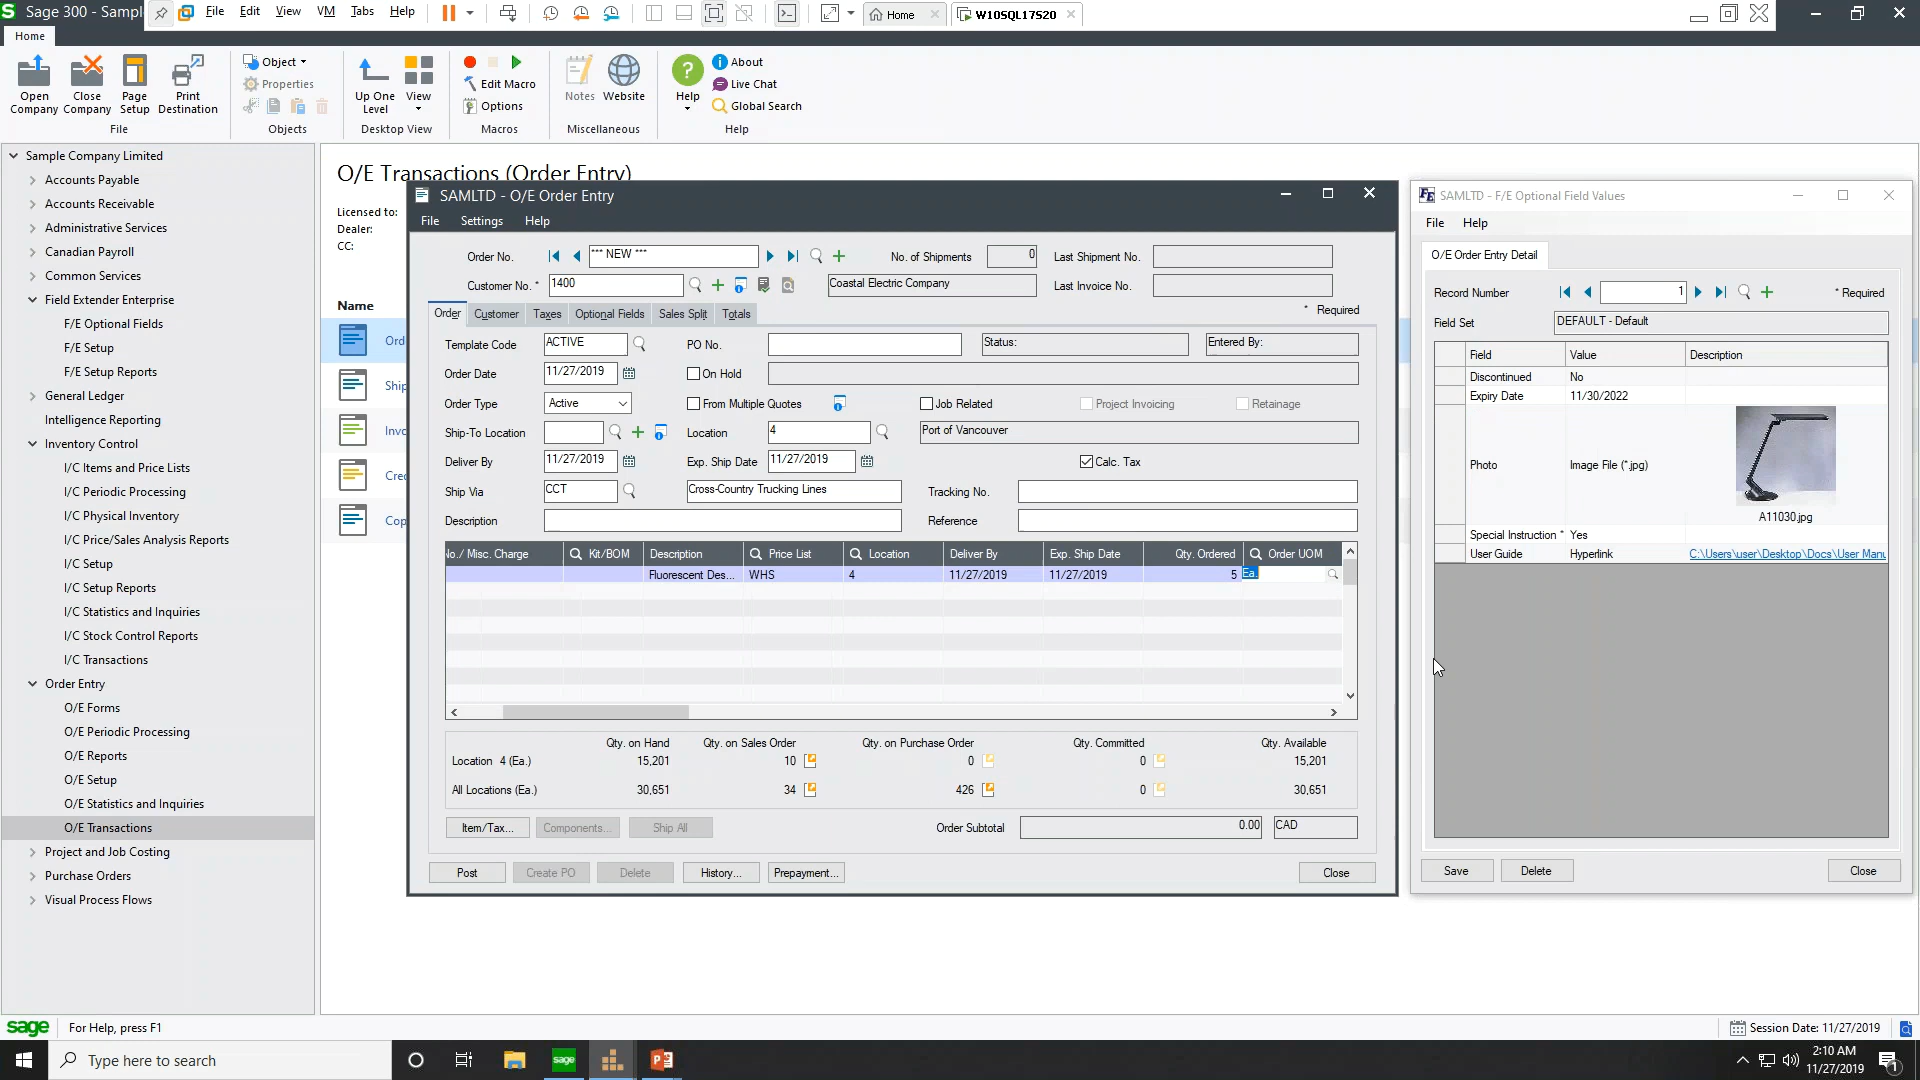 Sage 300 - Sampl
File Edit View VM Tabs Help
Home
W10SQL17S20
Home
Open Company
Close Company
Page Setup
Print Destination
File
Object
Properties
Objects
Up One Level
View
Desktop View
Edit Macro
Options
Macros
Notes
Website
Miscellaneous
Help
About
Live Chat
Global Search
Help
Sample Company Limited
Accounts Payable
Accounts Receivable
Administrative Services
Canadian Payroll
Common Services
Field Extender Enterprise
F/E Optional Fields
F/E Setup
F/E Setup Reports
General Ledger
Intelligence Reporting
Inventory Control
I/C Items and Price Lists
I/C Periodic Processing
I/C Physical Inventory
I/C Price/Sales Analysis Reports
I/C Setup
I/C Setup Reports
I/C Statistics and Inquiries
I/C Stock Control Reports
I/C Transactions
Order Entry
O/E Forms
O/E Periodic Processing
O/E Reports
O/E Setup
O/E Statistics and Inquiries
O/E Transactions
Project and Job Costing
Purchase Orders
Visual Process Flows
O/E Transactions (Order Entry)
Licensed to:
Dealer:
CC:
Name
Ord
Ship
Invo
Cre
Cop
SAMLTD - O/E Order Entry
File Settings Help
Order No. *** NEW *** No. of Shipments 0 Last Shipment No.
Customer No. * 1400 Coastal Electric Company Last Invoice No.
Order Customer Taxes Optional Fields Sales Split Totals * Required
Template Code ACTIVE PO No. Status: Entered By:
Order Date 11/27/2019 On Hold
Order Type Active From Multiple Quotes Job Related Project Invoicing Retainage
Ship-To Location Location 4 Port of Vancouver
Deliver By 11/27/2019 Exp. Ship Date 11/27/2019 Calc. Tax
Ship Via CCT Cross-Country Trucking Lines Tracking No.
Description Reference
No./ Misc. Charge Kit/BOM Description Price List Location Deliver By Exp. Ship Date Qty. Ordered Order UOM
Fluorescent Des... WHS 4 11/27/2019 11/27/2019 5 Ea.
Qty. on Hand Qty. on Sales Order Qty. on Purchase Order Qty. Committed Qty. Available
Location 4 (Ea.) 15,201 10 0 0 15,201
All Locations (Ea.) 30,651 34 426 0 30,651
Item/Tax... Components... Ship All Order Subtotal 0.00 CAD
Post Create PO Delete History... Prepayment... Close
SAMLTD - F/E Optional Field Values
File Help
O/E Order Entry Detail
Record Number 1 * Required
Field Set DEFAULT - Default
Field Value Description
Discontinued No
Expiry Date 11/30/2022
Photo Image File (*.jpg)
A11030.jpg
Special Instruction * Yes
User Guide Hyperlink C:\Users\user\Desktop\Docs\User Manu
Save Delete Close
sage For Help, press F1
Session Date: 11/27/2019
Type here to search
sage
2:10 AM
11/27/2019
1